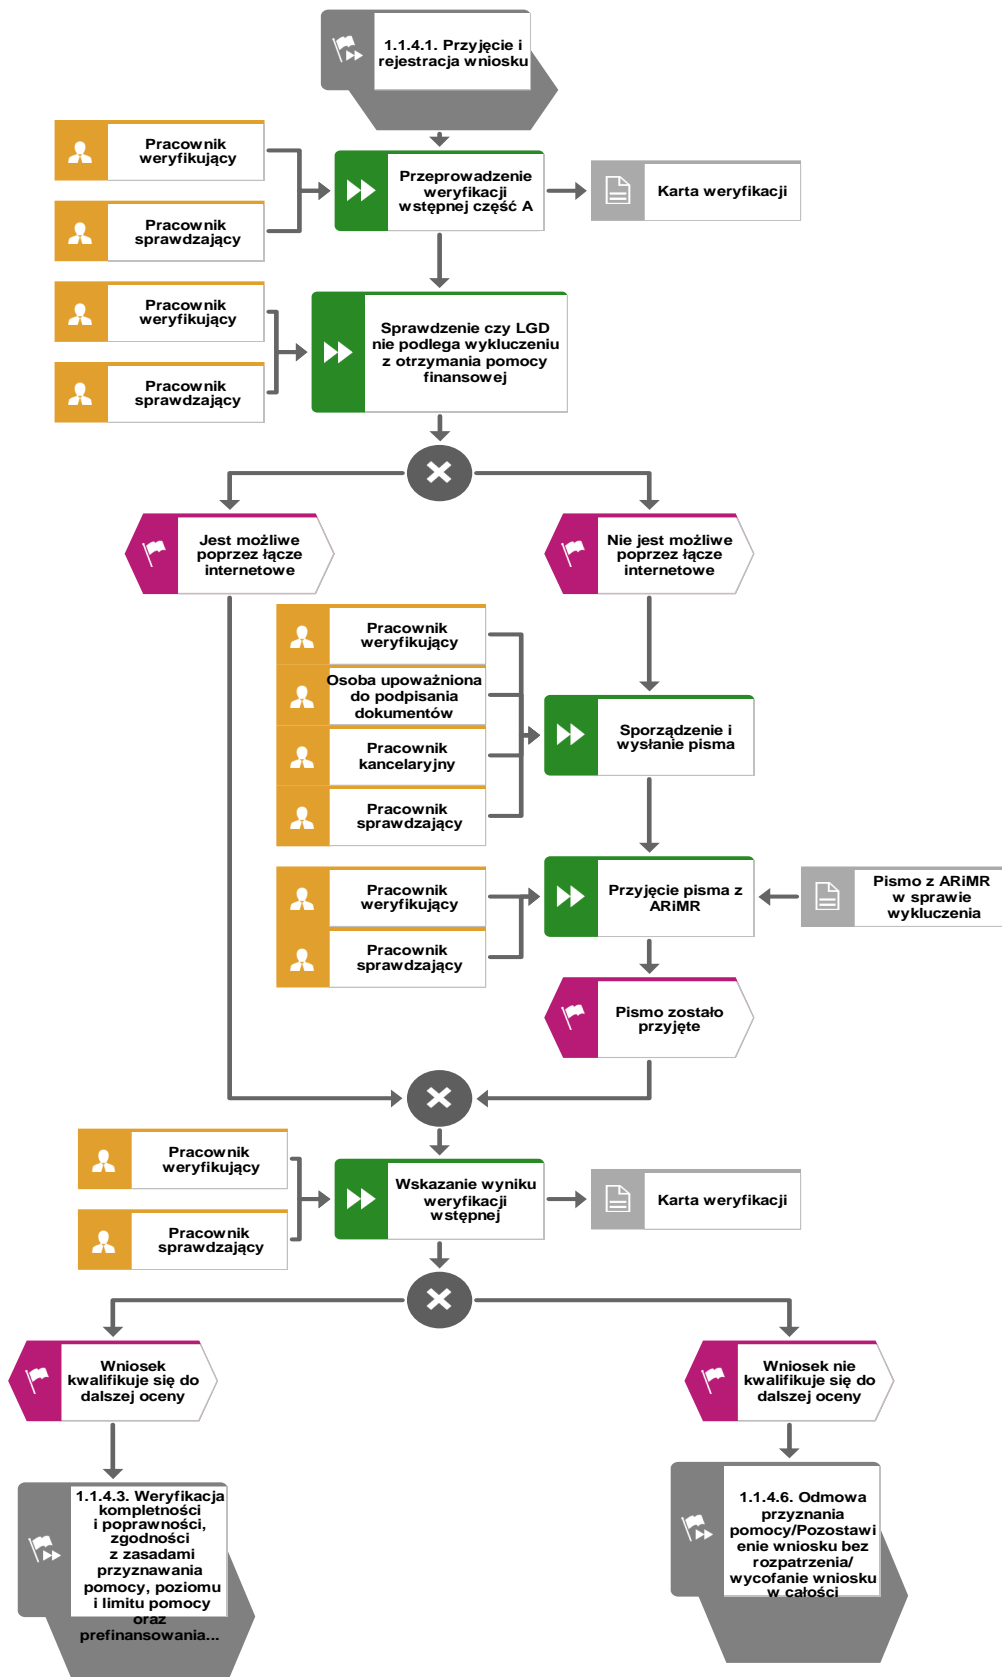 1.1.4.1. Przyjęcie i
rejestracja wniosku
Pracownik
weryfikujący
Przeprowadzenie
weryfikacji
wstępnej część A
Karta weryfikacji
Pracownik
sprawdzający
Pracownik
weryfikujący
Sprawdzenie czy LGD
nie podlega wykluczeniu
z otrzymania pomocy
finansowej
Pracownik
sprawdzający
Jest możliwe
poprzez łącze
internetowe
Nie jest możliwe
poprzez łącze
internetowe
Pracownik
weryfikujący
Osoba upoważniona
do podpisania
dokumentów
Sporządzenie i
wysłanie pisma
Pracownik
kancelaryjny
Pracownik
sprawdzający
Pracownik
weryfikujący
Przyjęcie pisma z
ARiMR
Pismo z ARiMR
w sprawie
wykluczenia
Pracownik
sprawdzający
Pismo zostało
przyjęte
Pracownik
weryfikujący
Wskazanie wyniku
weryfikacji
wstępnej
Karta weryfikacji
Pracownik
sprawdzający
Wniosek
kwalifikuje się do
dalszej oceny
Wniosek nie
kwalifikuje się do
dalszej oceny
1.1.4.3. Weryfikacja
kompletności
i poprawności,
zgodności
z zasadami
przyznawania
pomocy, poziomu
i limitu pomocy
oraz
prefinansowania...
1.1.4.6. Odmowa
przyznania
pomocy/Pozostawi
enie wniosku bez
rozpatrzenia/
wycofanie wniosku
w całości